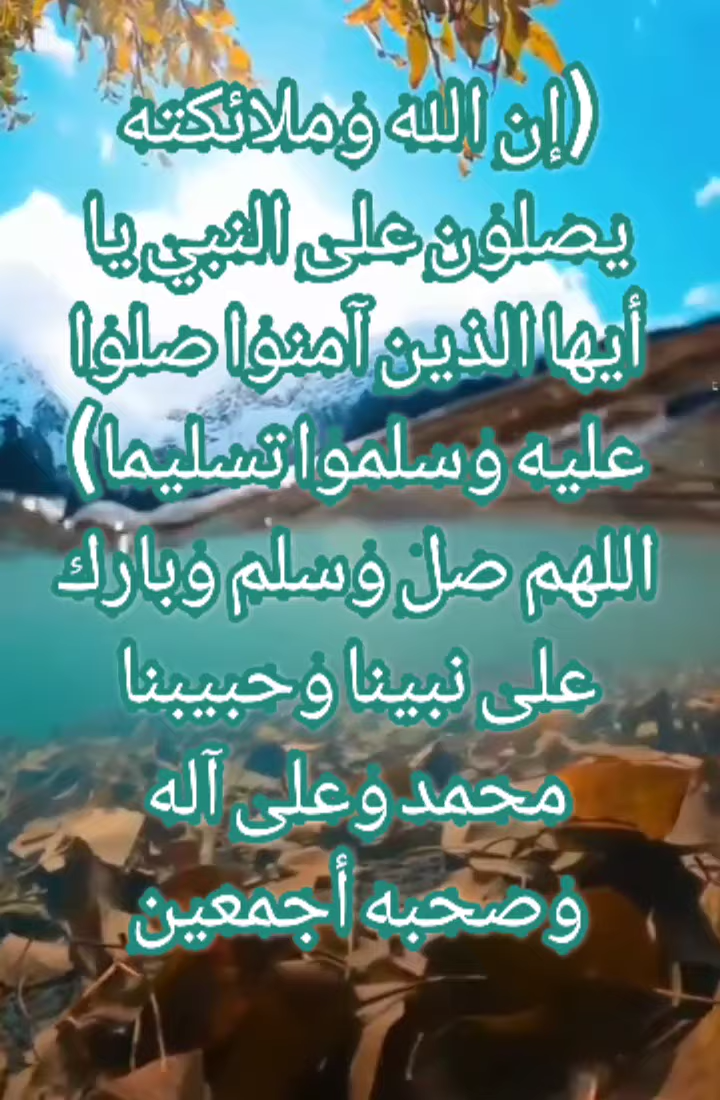 (إن الله وملائكته
يصلون على النبي يا
أيها الذين آمنوا صلوا
عليه وسلموا تسليما)
اللهم صل وسلم وبارك
على نبينا وحبيبنا
محمد وعلى آله
وصحبه أجمعين